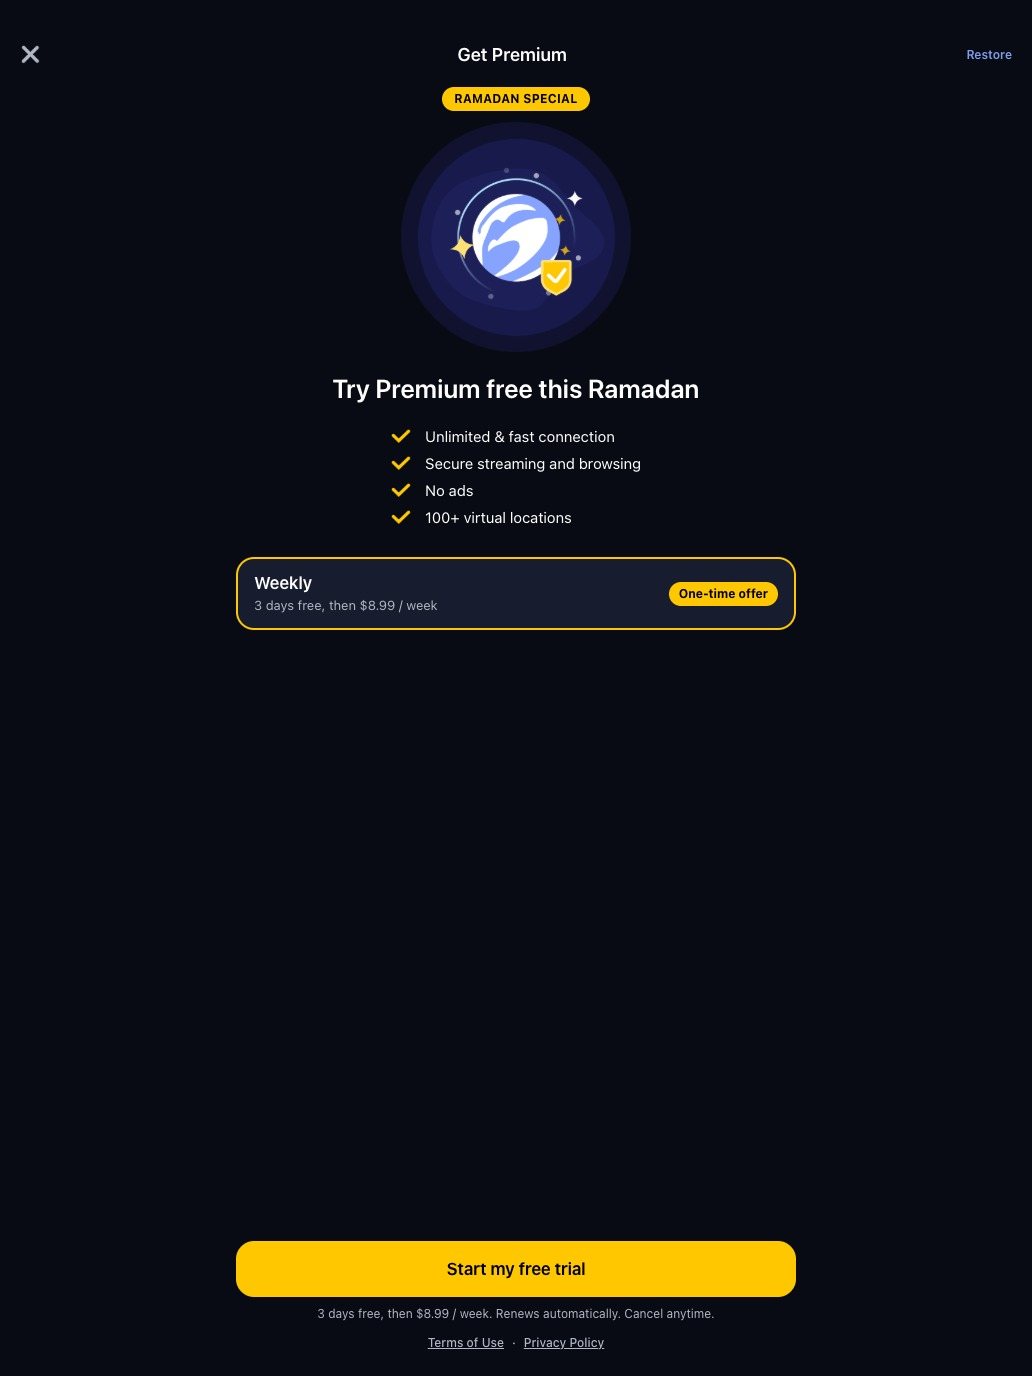 Get Premium
Restore
RAMADAN SPECIAL
Try Premium free this Ramadan
Unlimited & fast connection
Secure streaming and browsing
No ads
100+ virtual locations
Weekly
3 days free, then $8.99 / week
One-time offer
Start my free trial
3 days free, then $8.99 / week. Renews automatically. Cancel anytime.
Terms of Use · Privacy Policy